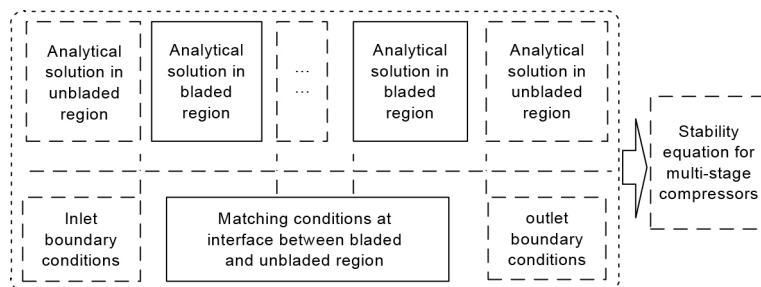 Analytical
solution in
unbladed
region
Analytical
solution in
bladed
region
...
...
Analytical
solution in
bladed
region
Analytical
solution in
unbladed
region
Stability
equation for
multi-stage
compressors
Inlet
boundary
conditions
Matching conditions at
interface between bladed
and unbladed region
outlet
boundary
conditions